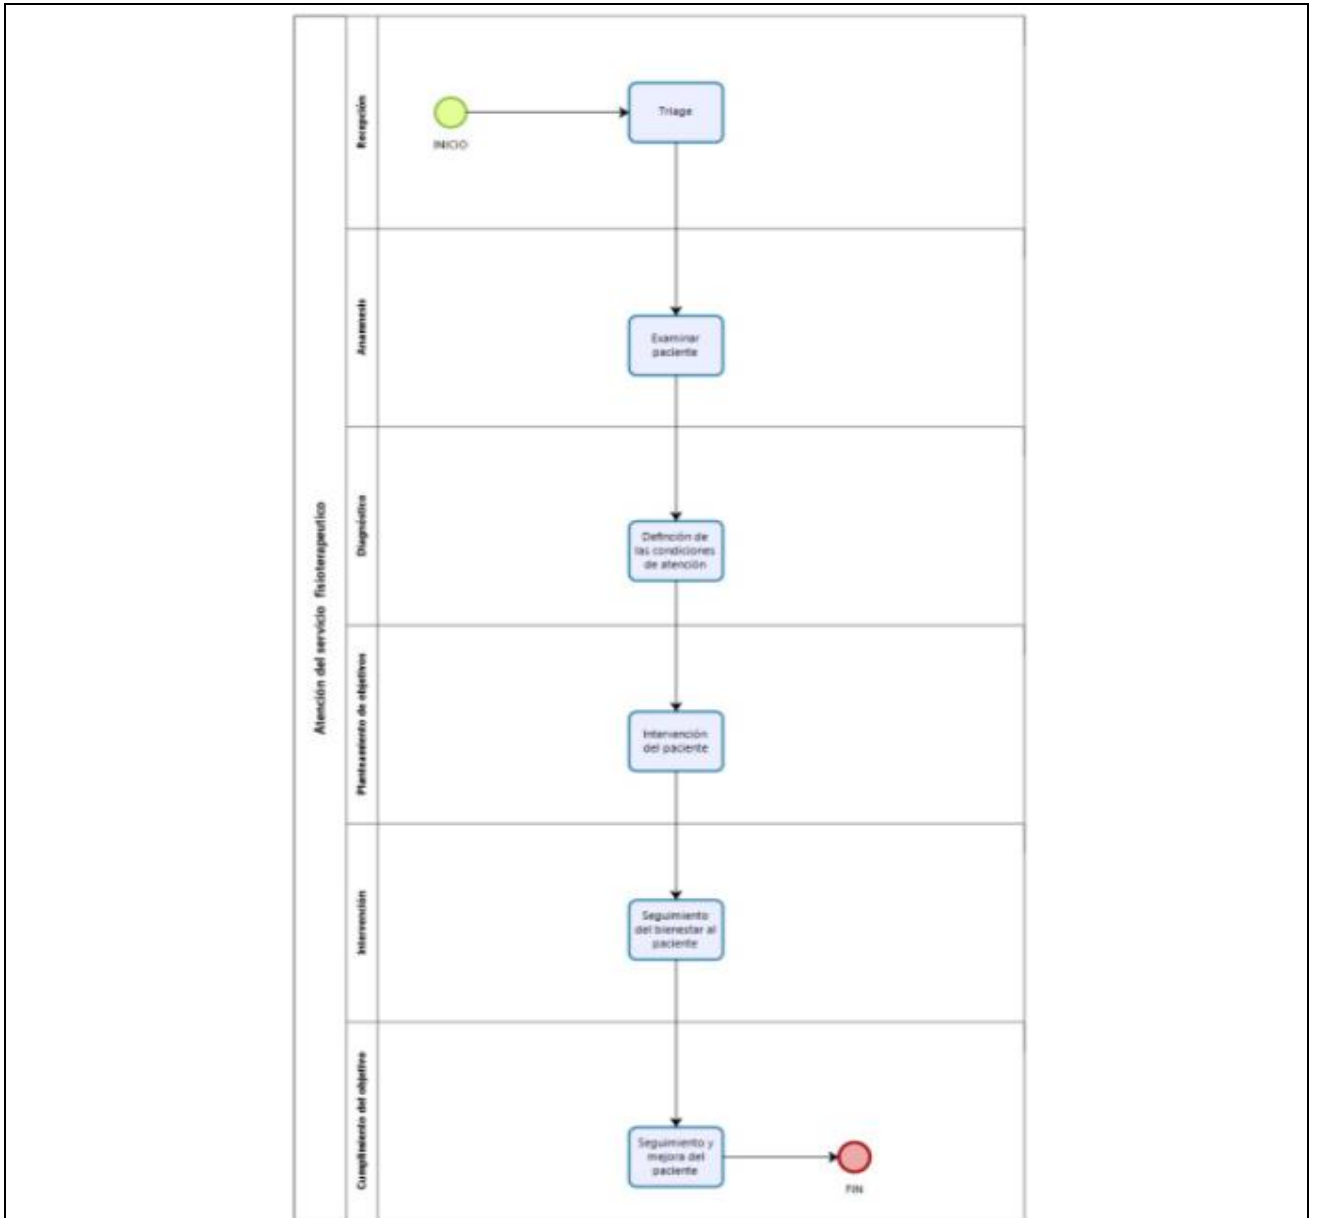 Atención del servicio fisioterapeutico
Recepción
INICIO
Triage
Anamnesis
Examinar
paciente
Diagnóstico
Definción de
las condiciones
de atención
Planteamiento de objetivos
Intervención
del paciente
Intervención
Seguimiento
del bienestar al
paciente
Cumplimiento del objetivo
Seguimiento y
mejora del
paciente
FIN